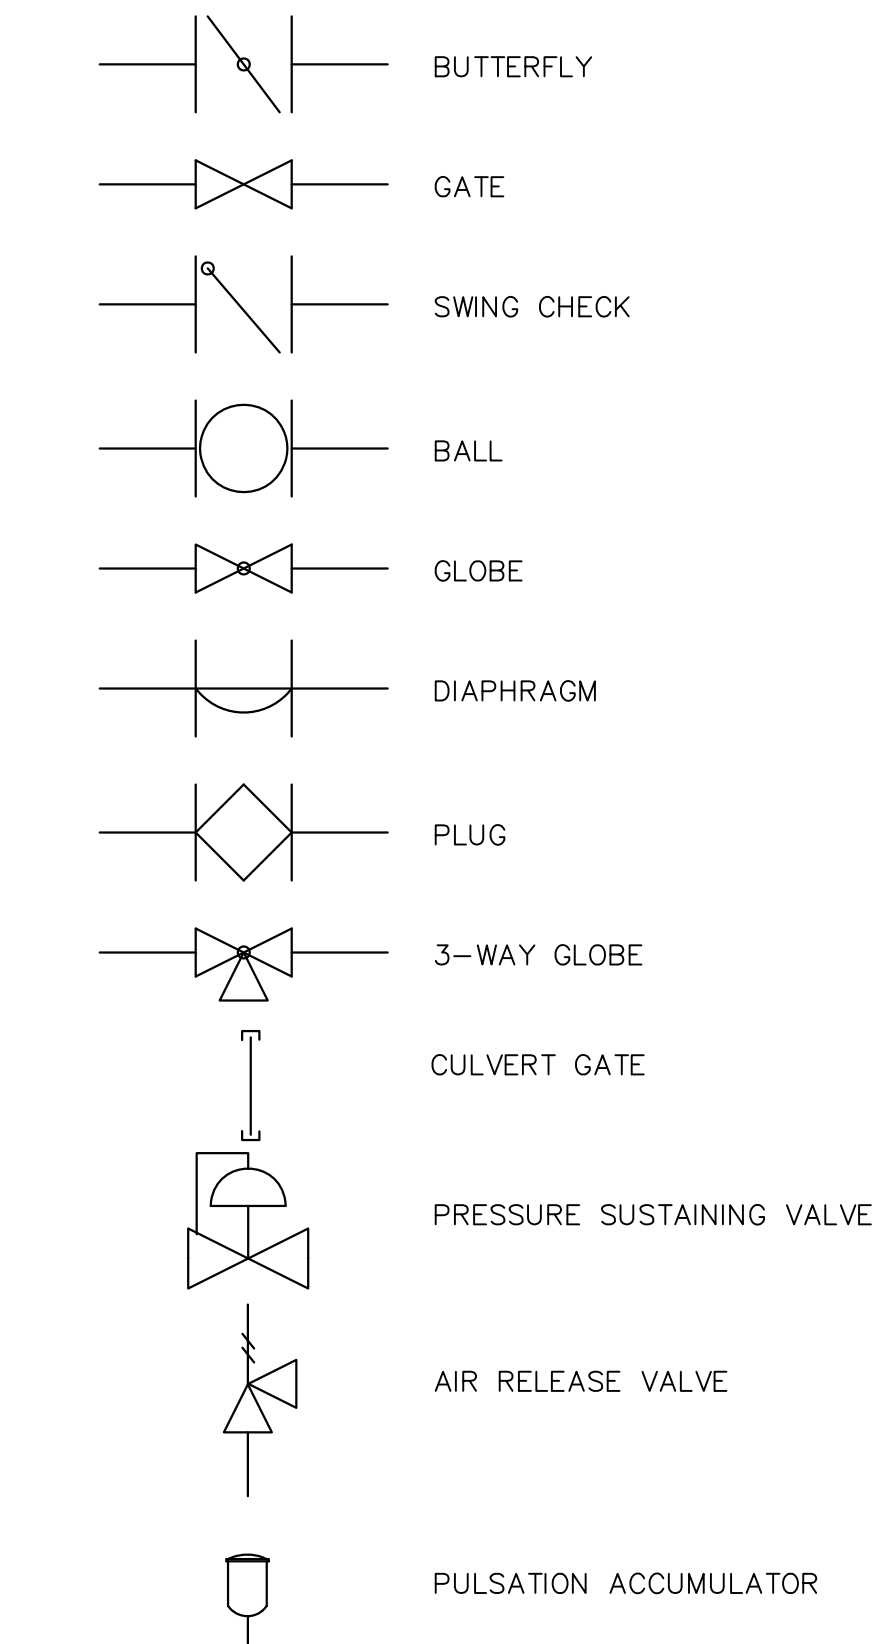 BUTTERFLY
GATE
SWING CHECK
BALL
GLOBE
DIAPHRAGM
PLUG
3-WAY GLOBE
CULVERT GATE
PRESSURE SUSTAINING VALVE
AIR RELEASE VALVE
PULSATION ACCUMULATOR